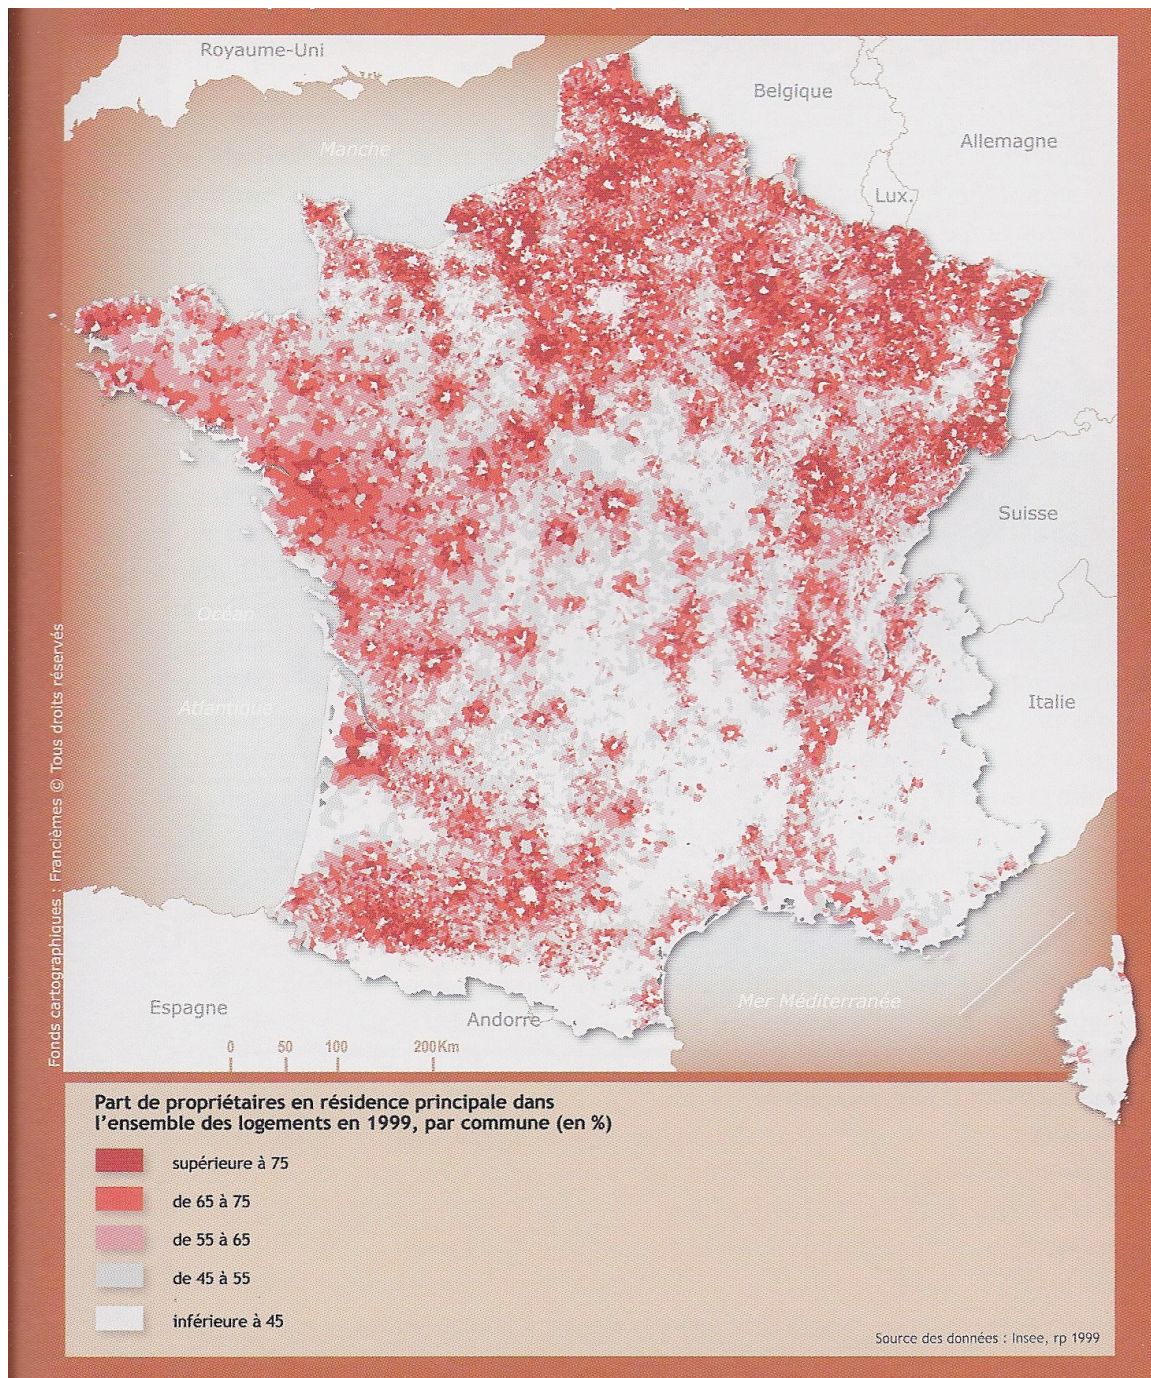 Royaume-Uni
Belgique
Allemagne
Manche
Lux.
Suisse
Océan
Atlantique
Italie
Espagne
Andorre
Mer Méditerranée
0 50 100 200Km
Fonds cartographiques : Francièmes © Tous droits réservés
Part de propriétaires en résidence principale dans
l'ensemble des logements en 1999, par commune (en %)
supérieure à 75
de 65 à 75
de 55 à 65
de 45 à 55
inférieure à 45
Source des données : Insee, rp 1999